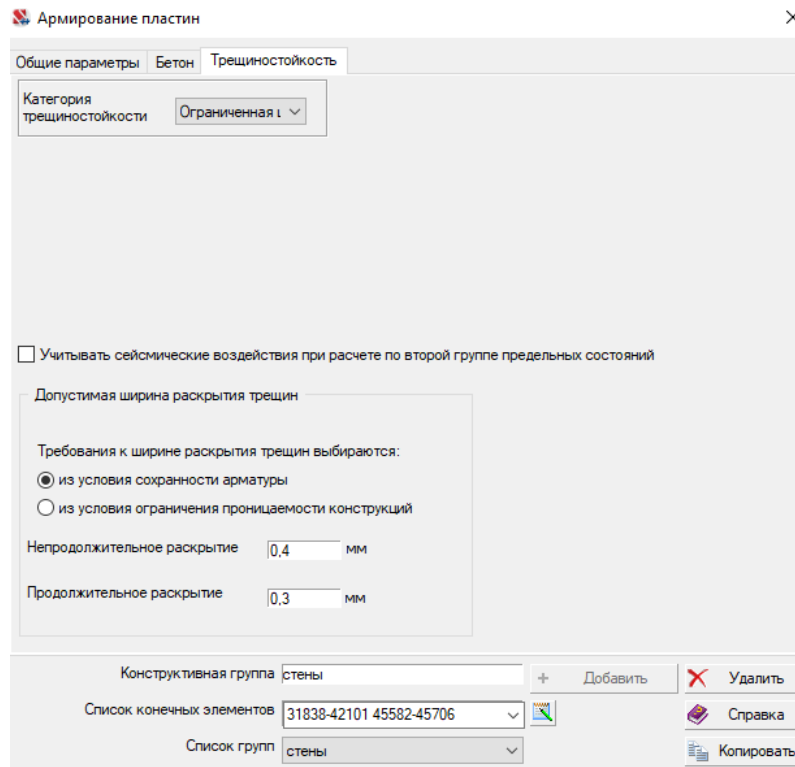 Армирование пластин
Общие параметры Бетон Трещиностойкость
Категория
трещиностойкости
Ограниченная ц
Учитывать сейсмические воздействия при расчете по второй группе предельных состояний
Допустимая ширина раскрытия трещин
Требования к ширине раскрытия трещин выбираются:
из условия сохранности арматуры
из условия ограничения проницаемости конструкций
Непродолжительное раскрытие 0,4 мм
Продолжительное раскрытие 0,3 мм
Конструктивная группа стены + Добавить Удалить
Список конечных элементов 31838-42101 45582-45706 Справка
Список групп стены Копировать